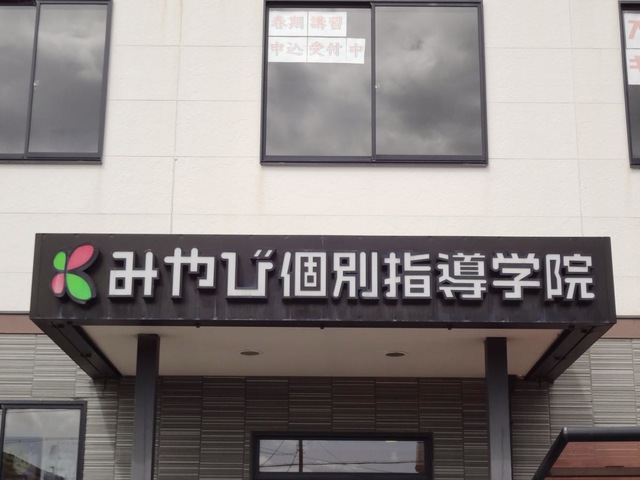 春期講習
申込受付中
みやび個別指導学院